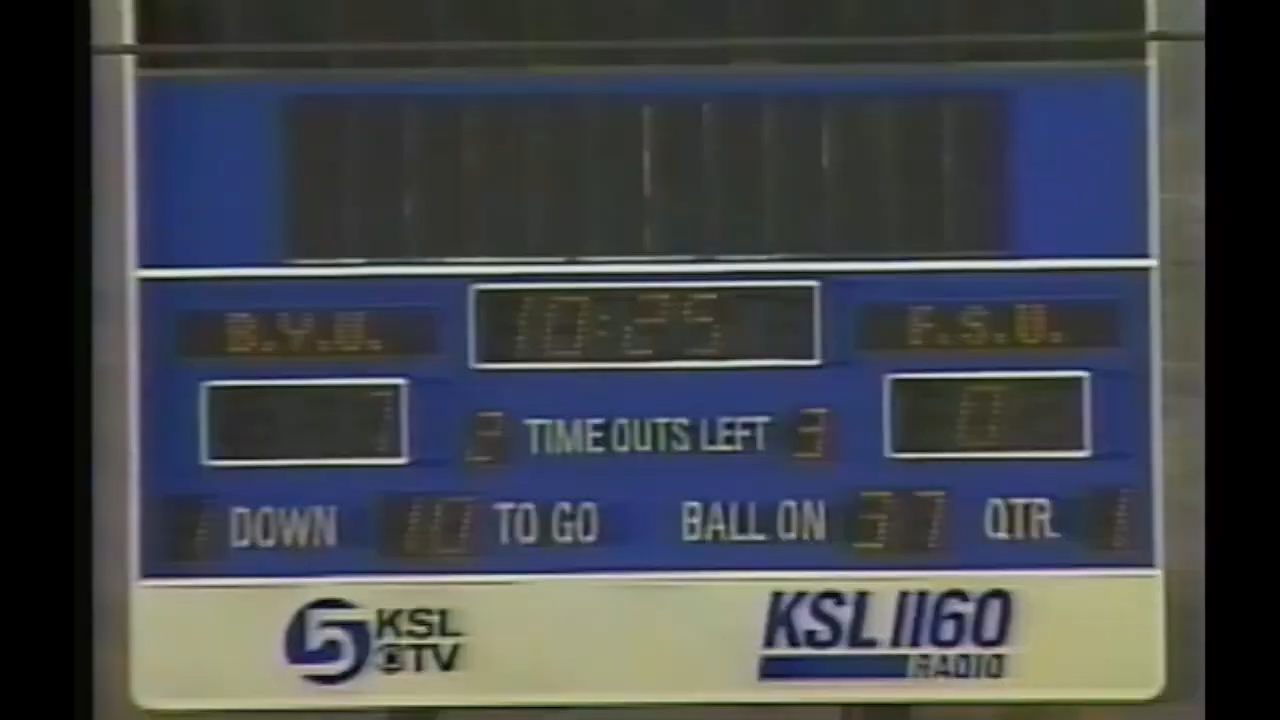 B.Y.U. 10:25 F.S.U.
7 2 TIME OUTS LEFT 3 0
1 DOWN 10 TO GO BALL ON 37 QTR. 1
5 KSL TV KSL 1160
RADIO